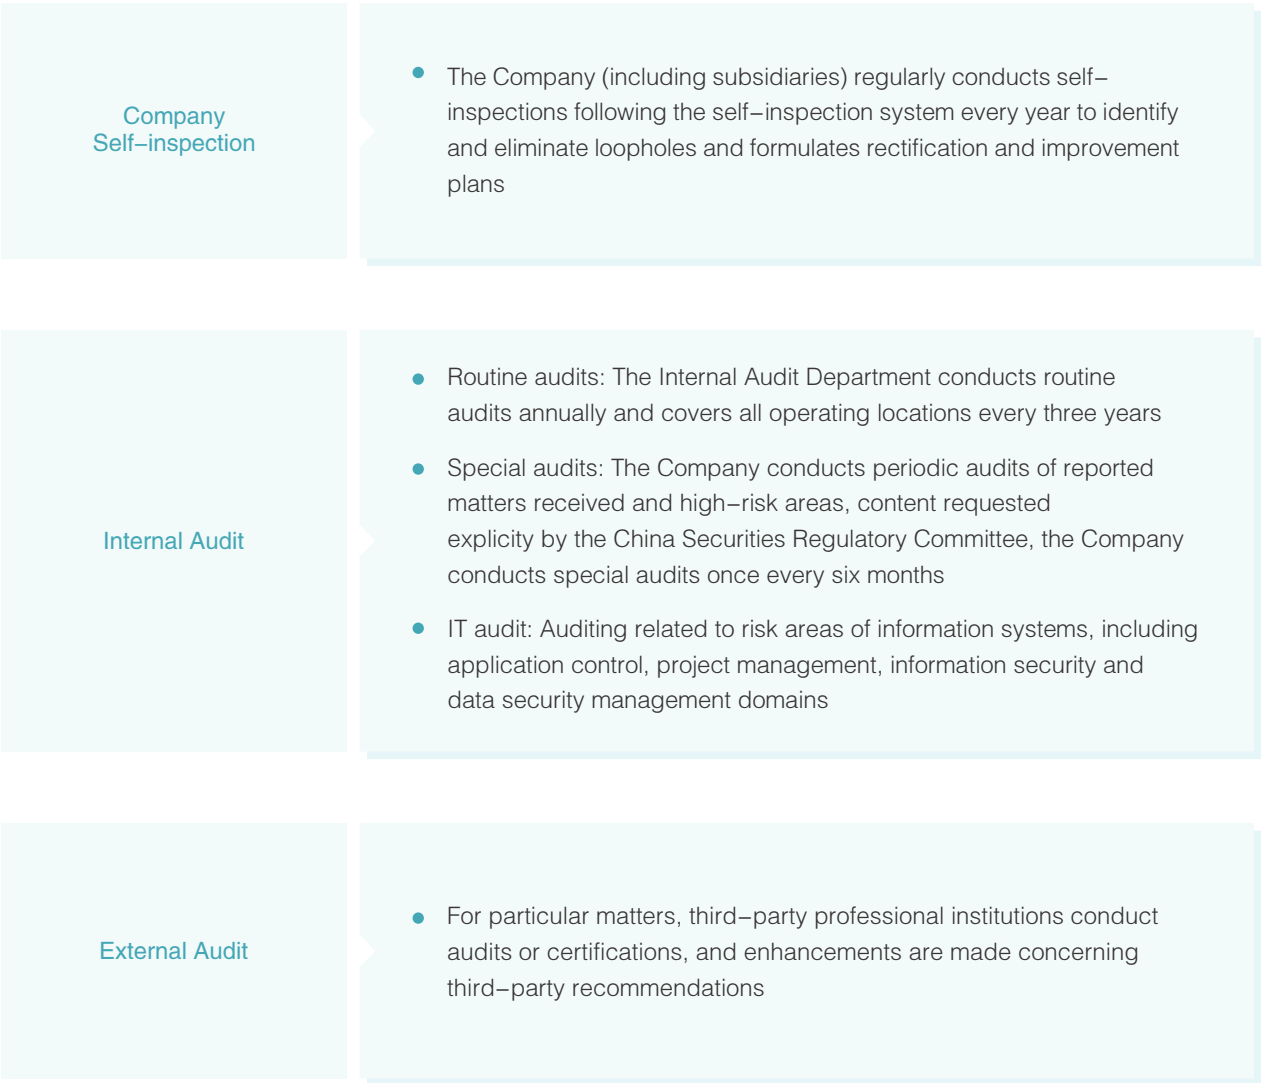 Company
Self–inspection
The Company (including subsidiaries) regularly conducts self–
inspections following the self–inspection system every year to identify
and eliminate loopholes and formulates rectification and improvement
plans
Internal Audit
Routine audits: The Internal Audit Department conducts routine
audits annually and covers all operating locations every three years
Special audits: The Company conducts periodic audits of reported
matters received and high–risk areas, content requested
explicity by the China Securities Regulatory Committee, the Company
conducts special audits once every six months
IT audit: Auditing related to risk areas of information systems, including
application control, project management, information security and
data security management domains
External Audit
For particular matters, third–party professional institutions conduct
audits or certifications, and enhancements are made concerning
third–party recommendations